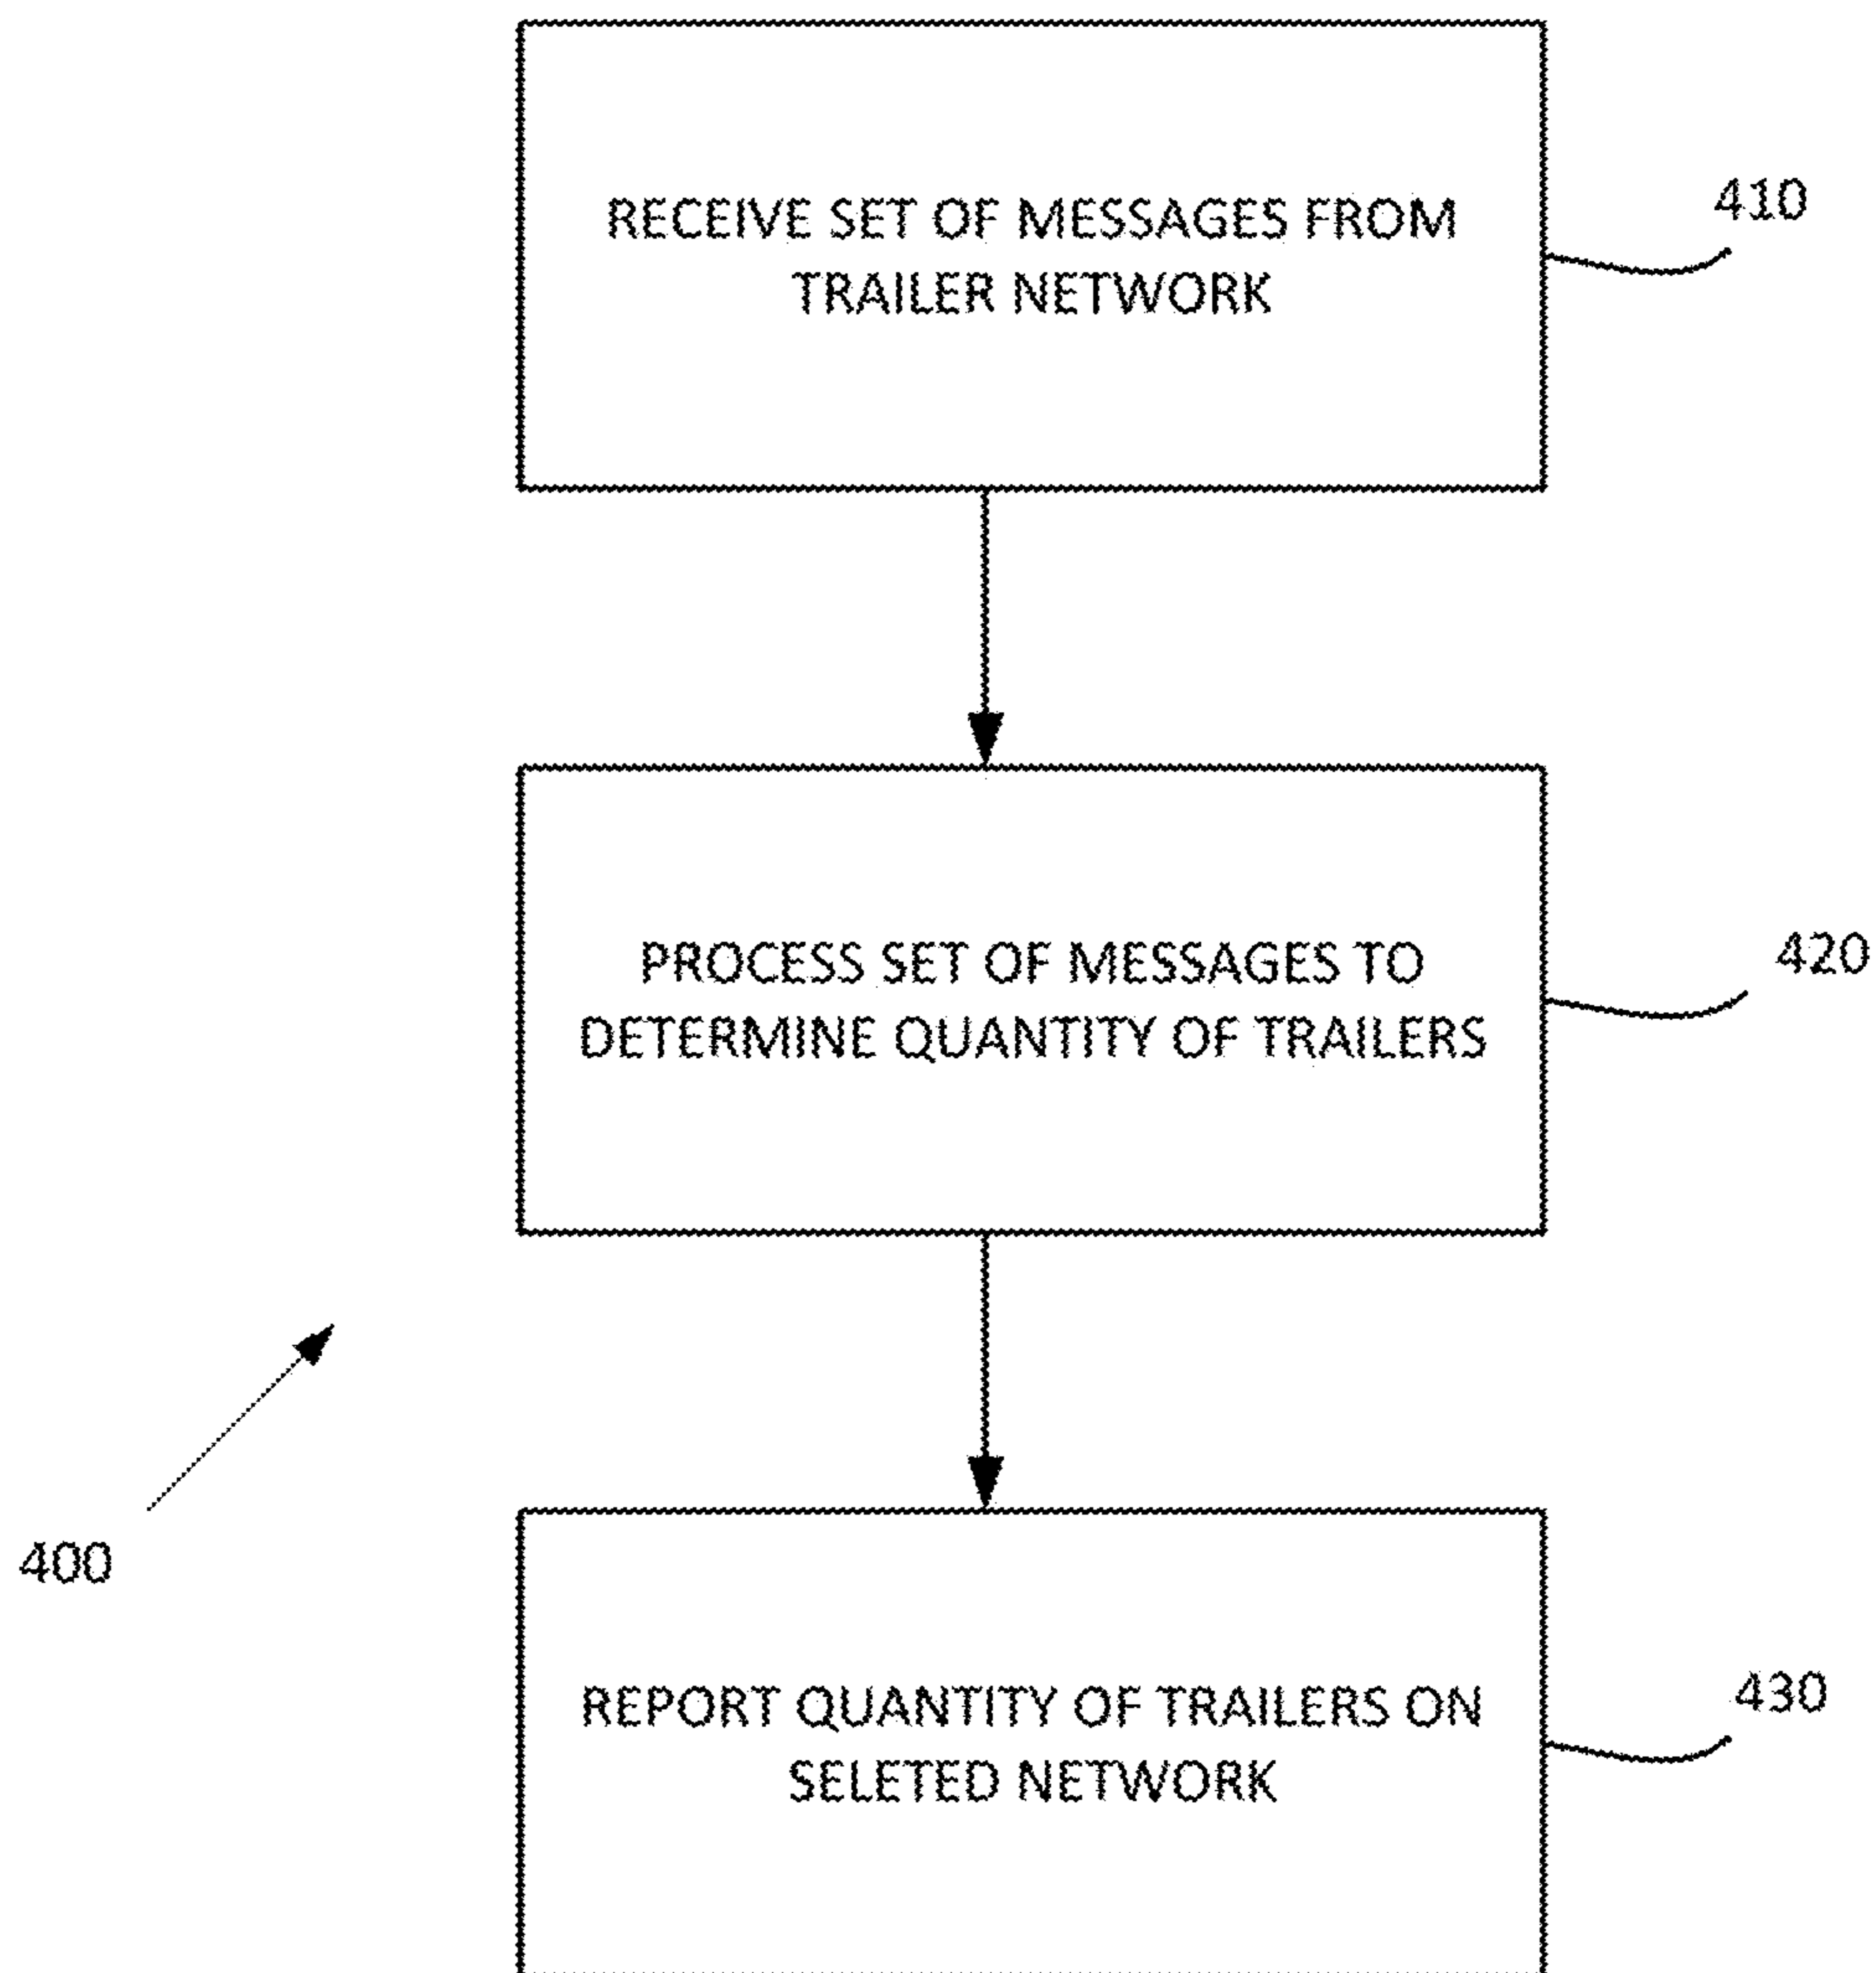 RECEIVE SET OF MESSAGES FROM
TRAILER NETWORK
410
PROCESS SET OF MESSAGES TO
DETERMINE QUANTITY OF TRAILERS
420
400
REPORT QUANTITY OF TRAILERS ON
SELETED NETWORK
430